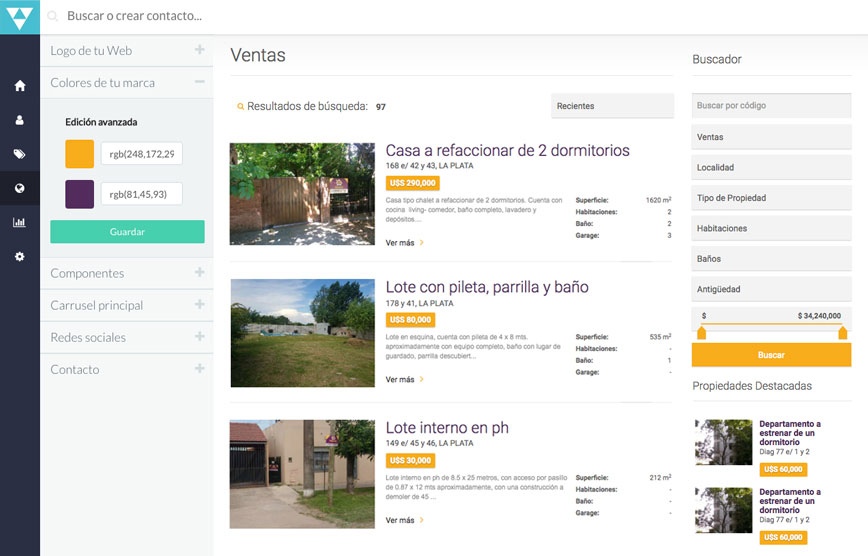 Buscar o crear contacto...
Logo de tu Web
Colores de tu marca
Edición avanzada
rgb(248,172,29
rgb(81,45,93)
Guardar
Componentes
Carrusel principal
Redes sociales
Contacto
Ventas
Resultados de búsqueda: 97
Recientes
Casa a refaccionar de 2 dormitorios
168 e/ 42 y 43, LA PLATA
U$S 290,000
Casa tipo chalet a refaccionar de 2 dormitorios. Cuenta con
cocina living- comedor, baño completo, lavadero y
depósitos....
Ver más
Superficie: 1620 m²
Habitaciones: 2
Baño: 2
Garage: 3
Lote con pileta, parrilla y baño
178 y 41, LA PLATA
U$S 80,000
Lote en esquina, cuenta con pileta de 4 x 8 mts.
aproximadamente con equipo completo, baño con lugar de
guardado, parrilla descubiert...
Ver más
Superficie: 535 m²
Habitaciones: -
Baño: 1
Garage: -
Lote interno en ph
149 e/ 45 y 46, LA PLATA
U$S 30,000
Lote interno en ph de 8.5 x 25 metros, con acceso por pasillo
de 0.87 x 12 mts aproximadamente, con una construcción a
demoler de 45 ...
Ver más
Superficie: 212 m²
Habitaciones: -
Baño: -
Garage: -
Buscador
Buscar por código
Ventas
Localidad
Tipo de Propiedad
Habitaciones
Baños
Antigüedad
$ $ 34,240,000
Buscar
Propiedades Destacadas
Departamento a
estrenar de un
dormitorio
Diag 77 e/ 1 y 2
U$S 60,000
Departamento a
estrenar de un
dormitorio
Diag 77 e/ 1 y 2
U$S 60,000